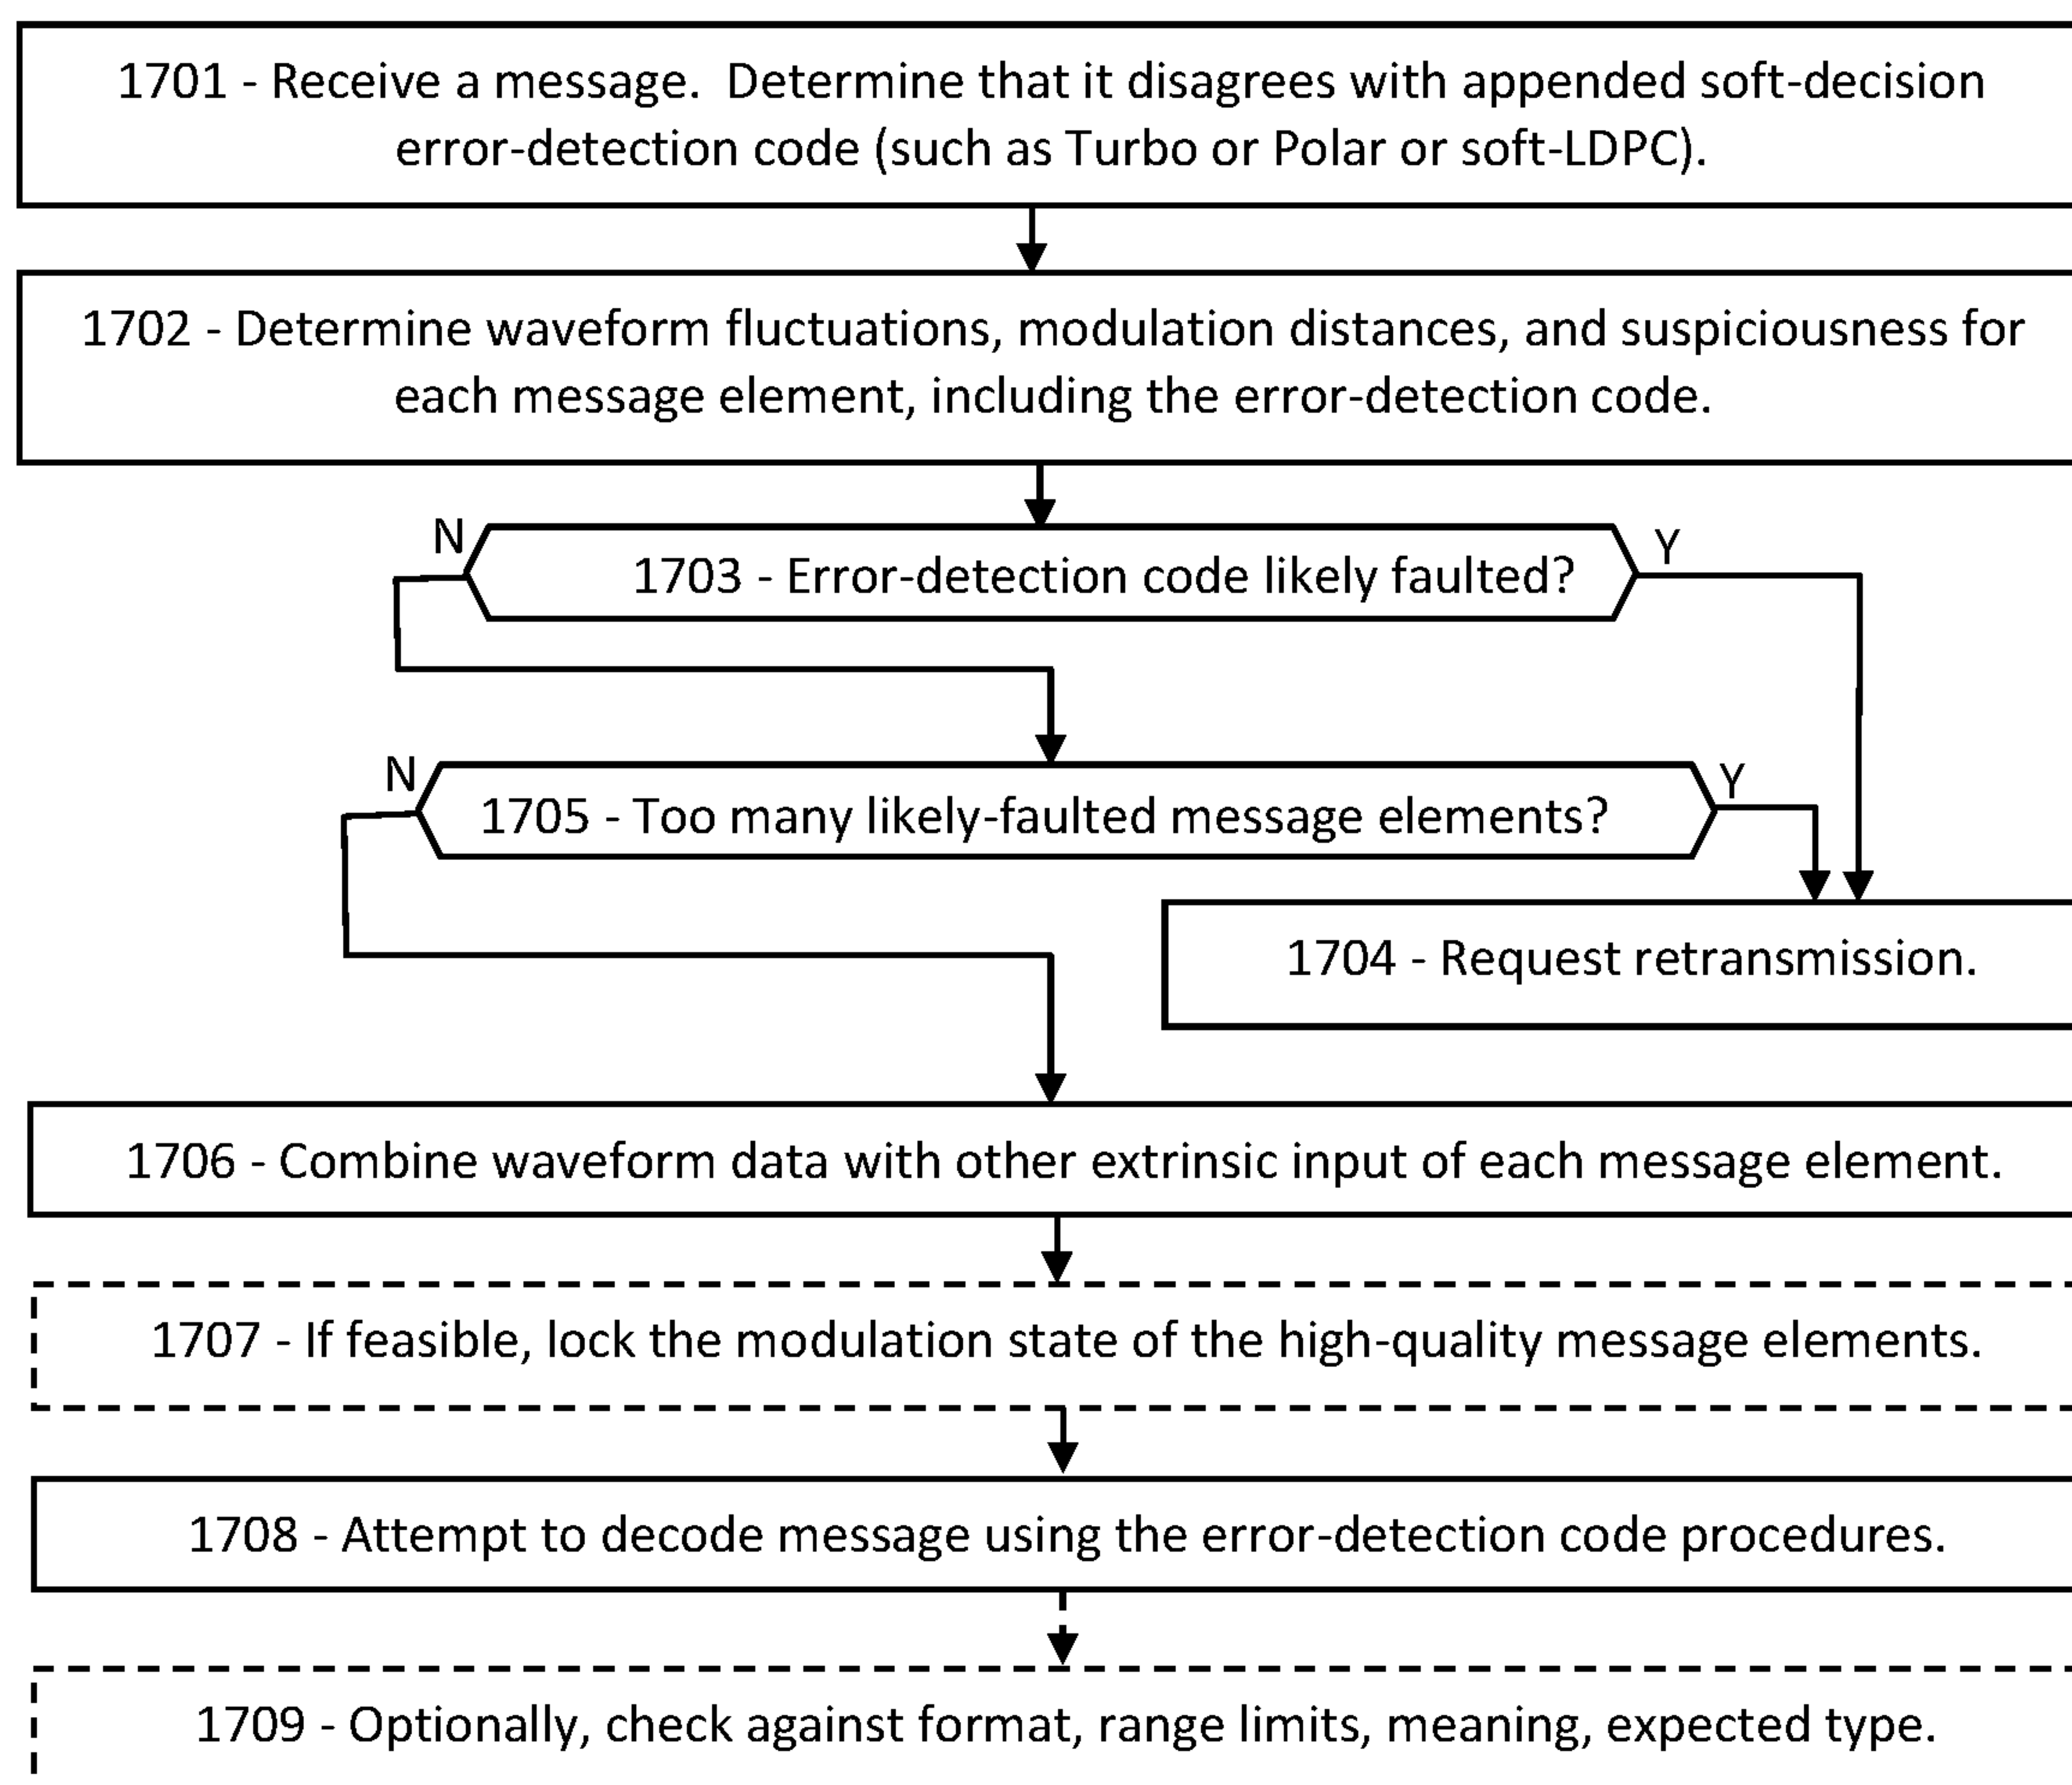 1701 - Receive a message.  Determine that it disagrees with appended soft-decision
error-detection code (such as Turbo or Polar or soft-LDPC).
1702 - Determine waveform fluctuations, modulation distances, and suspiciousness for
each message element, including the error-detection code.
N
Y
1703 - Error-detection code likely faulted?
N
Y
1705 - Too many likely-faulted message elements?
1704 - Request retransmission.
1706 - Combine waveform data with other extrinsic input of each message element.
1707 - If feasible, lock the modulation state of the high-quality message elements.
1708 - Attempt to decode message using the error-detection code procedures.
1709 - Optionally, check against format, range limits, meaning, expected type.